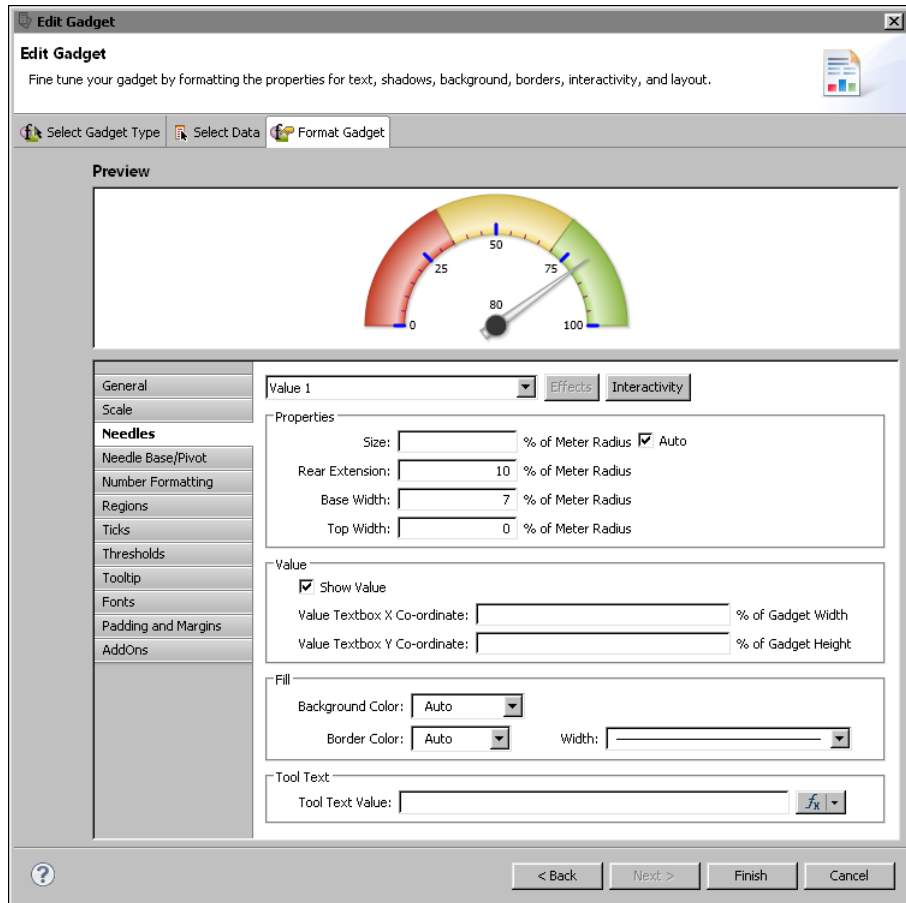 Edit Gadget
Edit Gadget
Fine tune your gadget by formatting the properties for text, shadows, background, borders, interactivity, and layout.
Select Gadget Type Select Data Format Gadget
Preview
50
25 75
80
0 100
General
Scale
Needles
Needle Base/Pivot
Number Formatting
Regions
Ticks
Thresholds
Tooltip
Fonts
Padding and Margins
AddOns
Value 1 Effects Interactivity
Properties
Size: % of Meter Radius Auto
Rear Extension: 10 % of Meter Radius
Base Width: 7 % of Meter Radius
Top Width: 0 % of Meter Radius
Value
Show Value
Value Textbox X Co-ordinate: % of Gadget Width
Value Textbox Y Co-ordinate: % of Gadget Height
Fill
Background Color: Auto
Border Color: Auto Width:
Tool Text
Tool Text Value: fx
? < Back Next > Finish Cancel